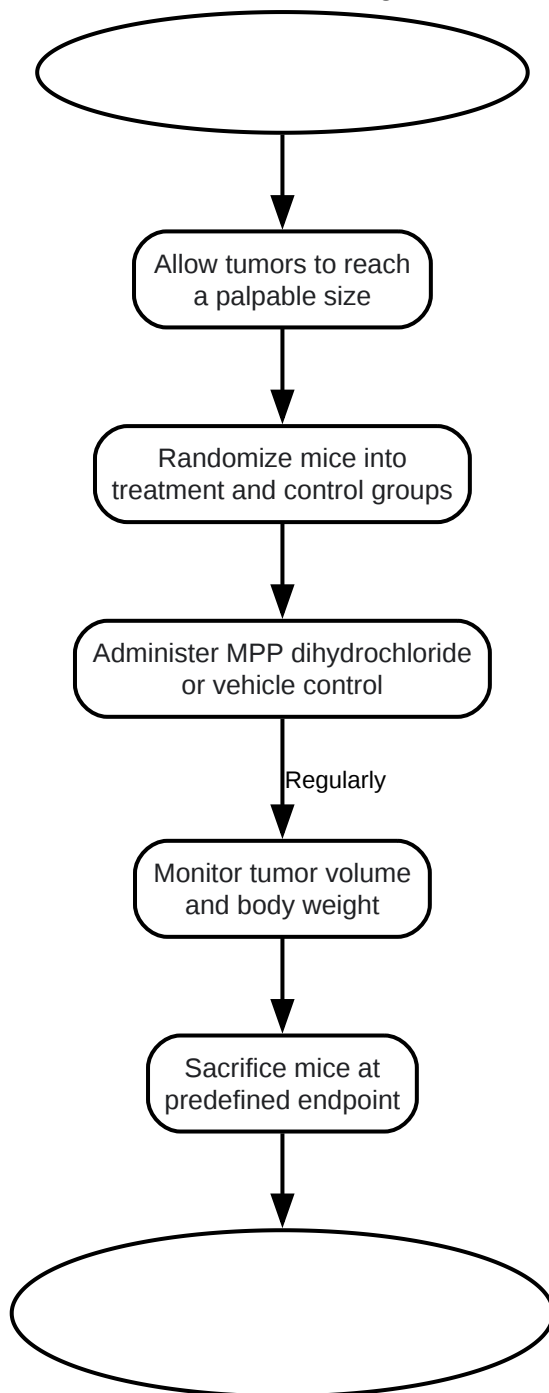 Allow tumors to reach
a palpable size
Randomize mice into
treatment and control groups
Administer MPP dihydrochloride
or vehicle control
Regularly
Monitor tumor volume
and body weight
Sacrifice mice at
predefined endpoint